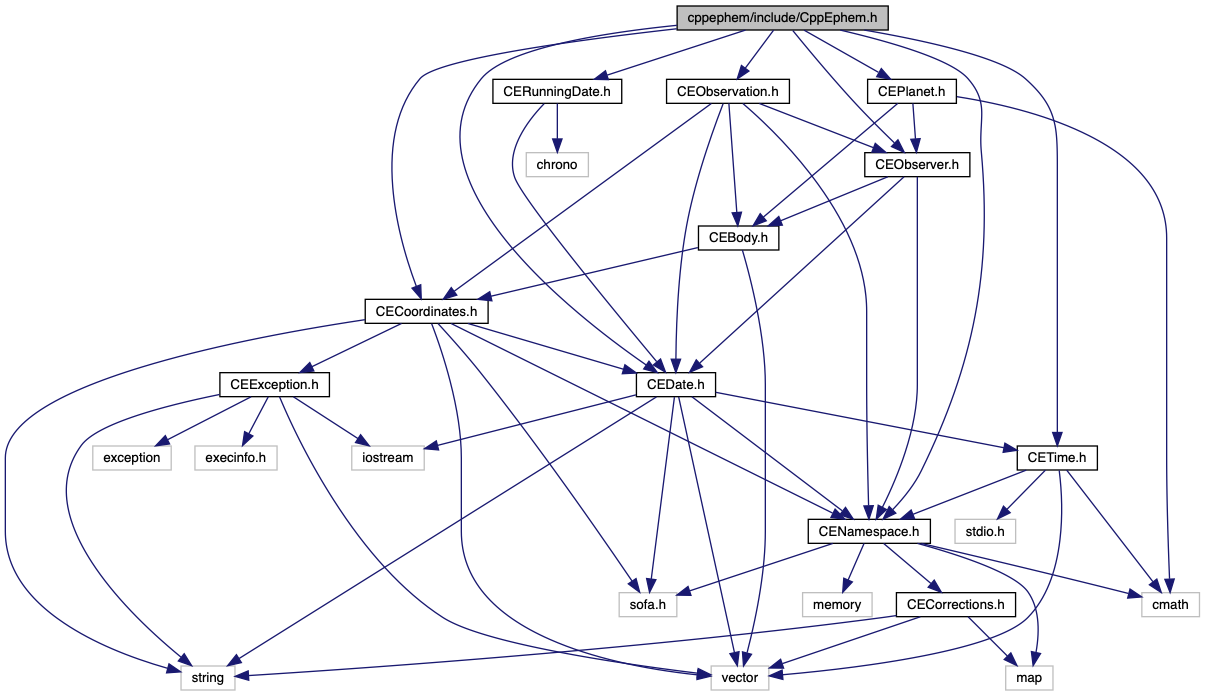 cppephem/include/CppEphem.h
CERunningDate.h
CEObservation.h
CEPlanet.h
chrono
CEObserver.h
CEBody.h
CECoordinates.h
CEException.h
CEDate.h
exception
execinfo.h
iostream
CETime.h
CENamespace.h
stdio.h
sofa.h
memory
CECorrections.h
cmath
string
vector
map